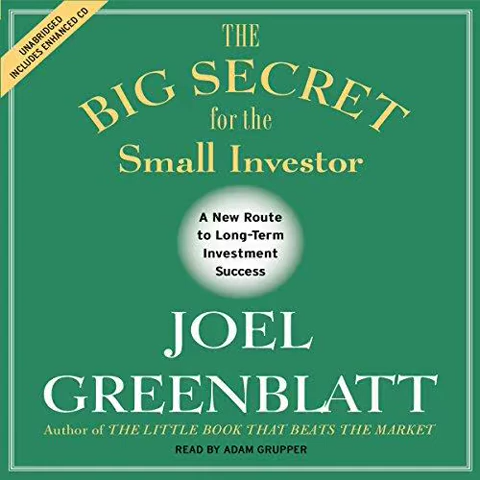 UNABRIDGED
INCLUDES ENHANCED CD
THE
BIG SECRET
for the
Small Investor
A New Route
to Long-Term
Investment
Success
JOEL
GREENBLATT
Author of THE LITTLE BOOK THAT BEATS THE MARKET
READ BY ADAM GRUPPER